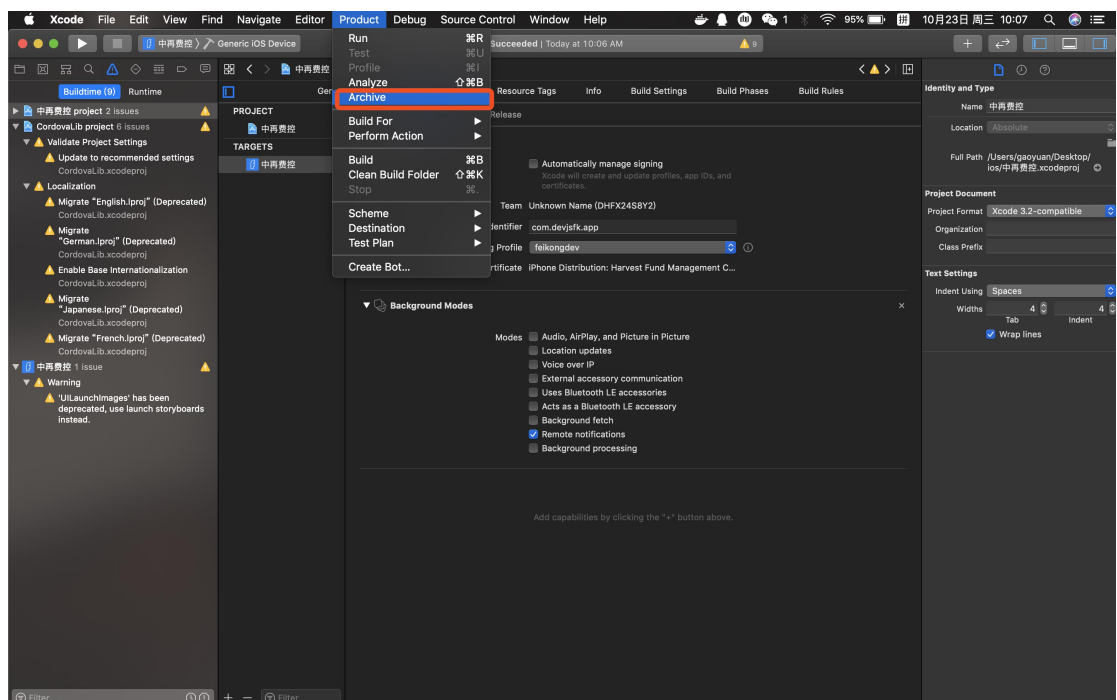 Xcode File Edit View Find Navigate Editor Product Debug Source Control Window Help 1 95% 拼 10月23日 周三 10:07
中再费控 〉 Generic iOS Device
Succeeded | Today at 10:06 AM
9
Run ⌘R
Test ⌘U
Profile ⌘I
Analyze ⇧⌘B
Archive
Build For
Perform Action
Build ⌘B
Clean Build Folder ⇧⌘K
Stop ⌘.
Scheme
Destination
Test Plan
Create Bot...
Buildtime (9) Runtime
中再费控 project 2 issues
CordovaLib project 6 issues
Validate Project Settings
Update to recommended settings
CordovaLib.xcodeproj
Localization
Migrate "English.lproj" (Deprecated)
CordovaLib.xcodeproj
Migrate
"German.lproj" (Deprecated)
CordovaLib.xcodeproj
Enable Base Internationalization
CordovaLib.xcodeproj
Migrate
"Japanese.lproj" (Deprecated)
CordovaLib.xcodeproj
Migrate "French.lproj" (Deprecated)
CordovaLib.xcodeproj
中再费控 1 issue
Warning
'UILaunchImages' has been
deprecated, use launch storyboards
instead.
Filter
中再费控
Ger
PROJECT
中再费控
TARGETS
中再费控
Filter
Resource Tags Info Build Settings Build Phases Build Rules
Release
Automatically manage signing
Xcode will create and update profiles, app IDs, and
certificates.
Team Unknown Name (DHFX24S8Y2)
dentifier com.devjsfk.app
g Profile feikongdev
rtificate iPhone Distribution: Harvest Fund Management C...
Background Modes
Modes Audio, AirPlay, and Picture in Picture
Location updates
Voice over IP
External accessory communication
Uses Bluetooth LE accessories
Acts as a Bluetooth LE accessory
Background fetch
Remote notifications
Background processing
Add capabilities by clicking the "+" button above.
Identity and Type
Name 中再费控
Location Absolute
Full Path /Users/gaoyuan/Desktop/
ios/中再费控.xcodeproj
Project Document
Project Format Xcode 3.2-compatible
Organization
Class Prefix
Text Settings
Indent Using Spaces
Widths 4 4
Tab Indent
Wrap lines